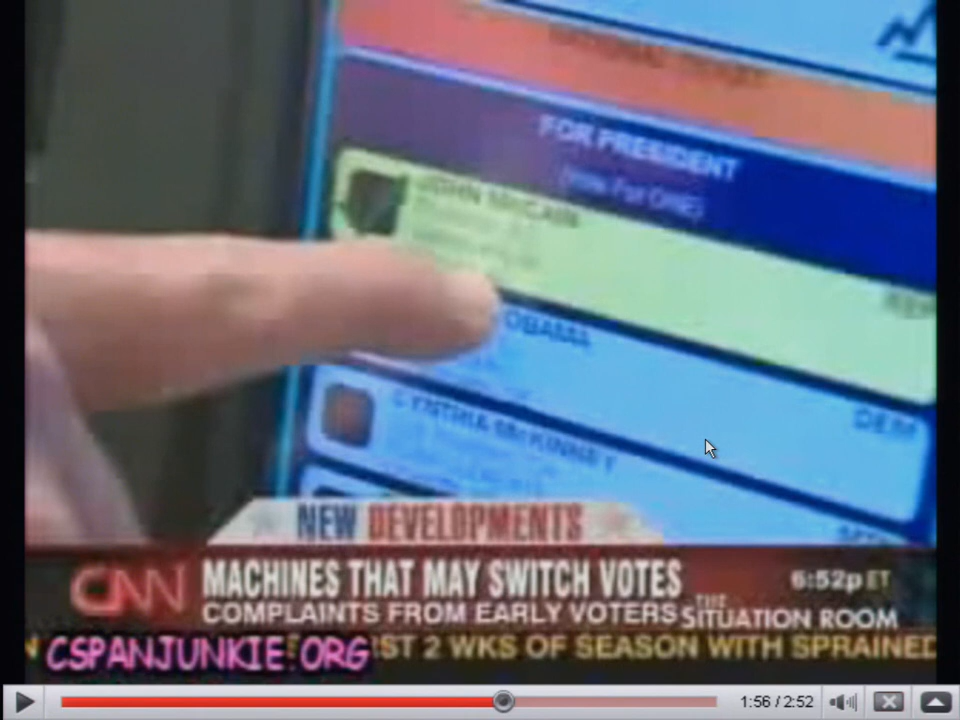 FOR PRESIDENT
(Vote For ONE)
JOHN McCAIN
REP
OBAMA
DEM
CYNTHIA McKINNEY
NEW DEVELOPMENTS
CNN
MACHINES THAT MAY SWITCH VOTES
6:52p ET
COMPLAINTS FROM EARLY VOTERS
THE
SITUATION ROOM
CSPANJUNKIE.ORG
ST 2 WKS OF SEASON WITH SPRAINED
1:56 / 2:52